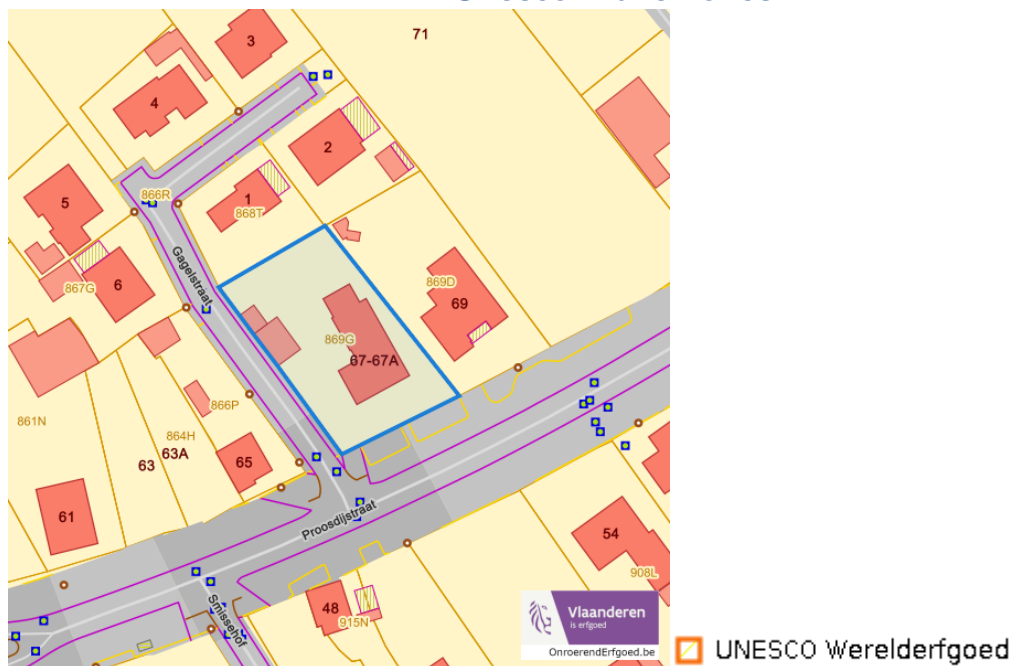 71
3
4
2
866R
5
1
868T
Gagelstraat
867G
6
869D
69
869G
67-67A
861N
866P
864H
63A
63
65
61
Proosdijstraat
54
908L
Smissehof
48
915N
Vlaanderen
is erfgoed
OnroerendErfgoed.be
UNESCO Werelderfgoed